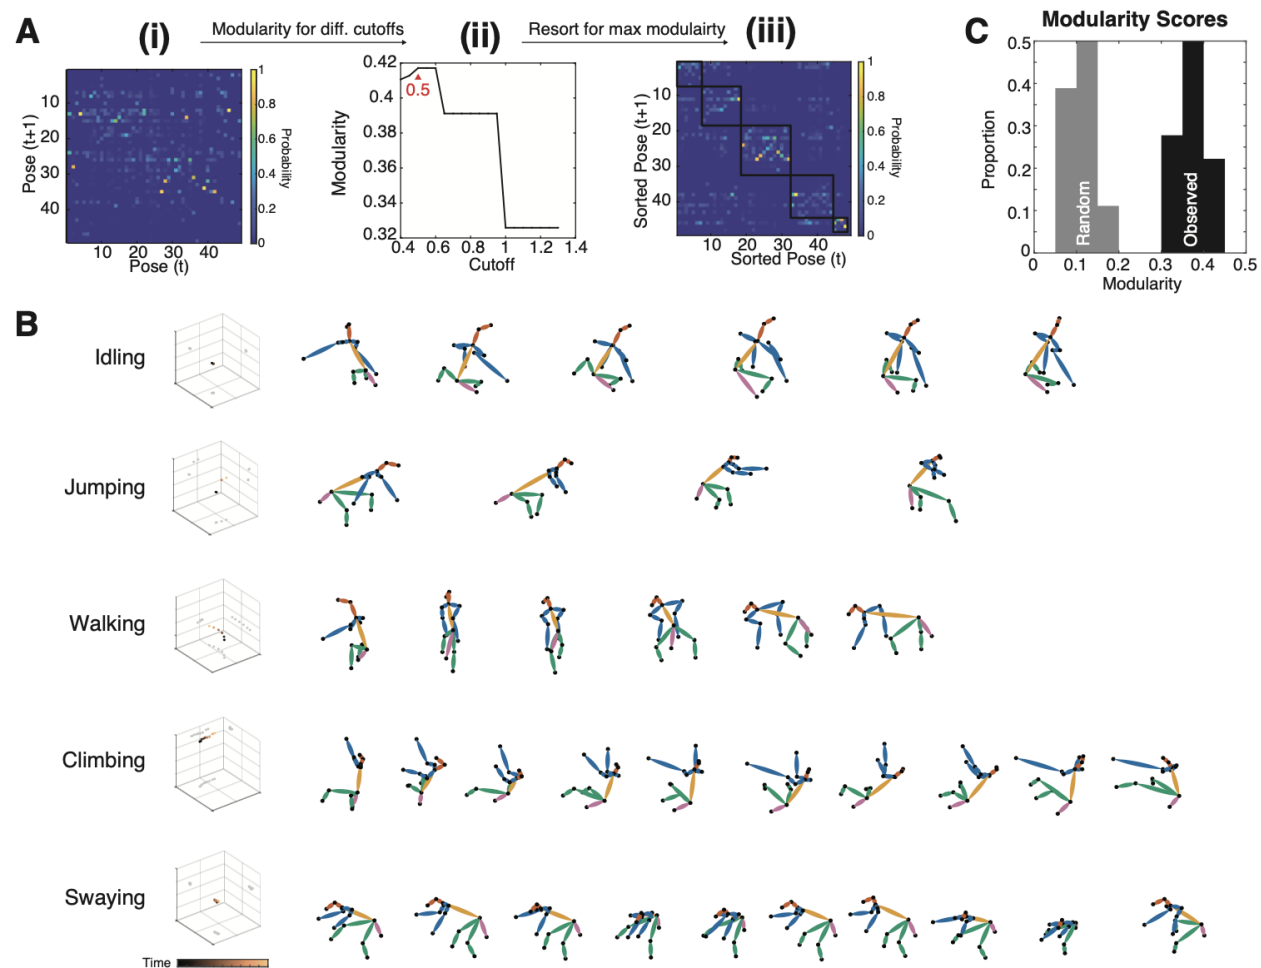 A
(i)
Modularity for diff. cutoffs
(ii)
Resort for max modulairty
(iii)
C
Modularity Scores
10
20
30
40
Pose (t+1)
10 20 30 40
Pose (t)
1
0.8
0.6
0.4
0.2
0
Probability
0.42
0.4
0.38
0.36
0.34
0.32
Modularity
0.5
0.4 0.6 0.8 1 1.2 1.4
Cutoff
10
20
30
40
Sorted Pose (t+1)
10 20 30 40
Sorted Pose (t)
1
0.8
0.6
0.4
0.2
0
Probability
0.5
0.4
0.3
0.2
0.1
0
Proportion
Random
Observed
0 0.1 0.2 0.3 0.4 0.5
Modularity
B
Idling
Jumping
Walking
Climbing
Swaying
Time